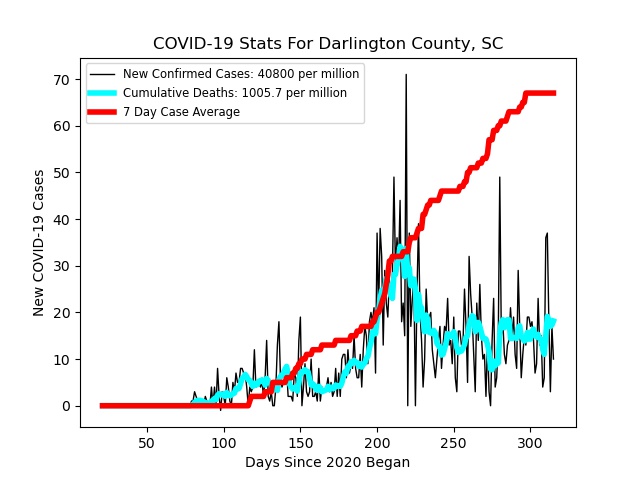 COVID-19 Stats For Darlington County, SC
New Confirmed Cases: 40800 per million
Cumulative Deaths: 1005.7 per million
7 Day Case Average
New COVID-19 Cases
70
60
50
40
30
20
10
0
50 100 150 200 250 300
Days Since 2020 Began